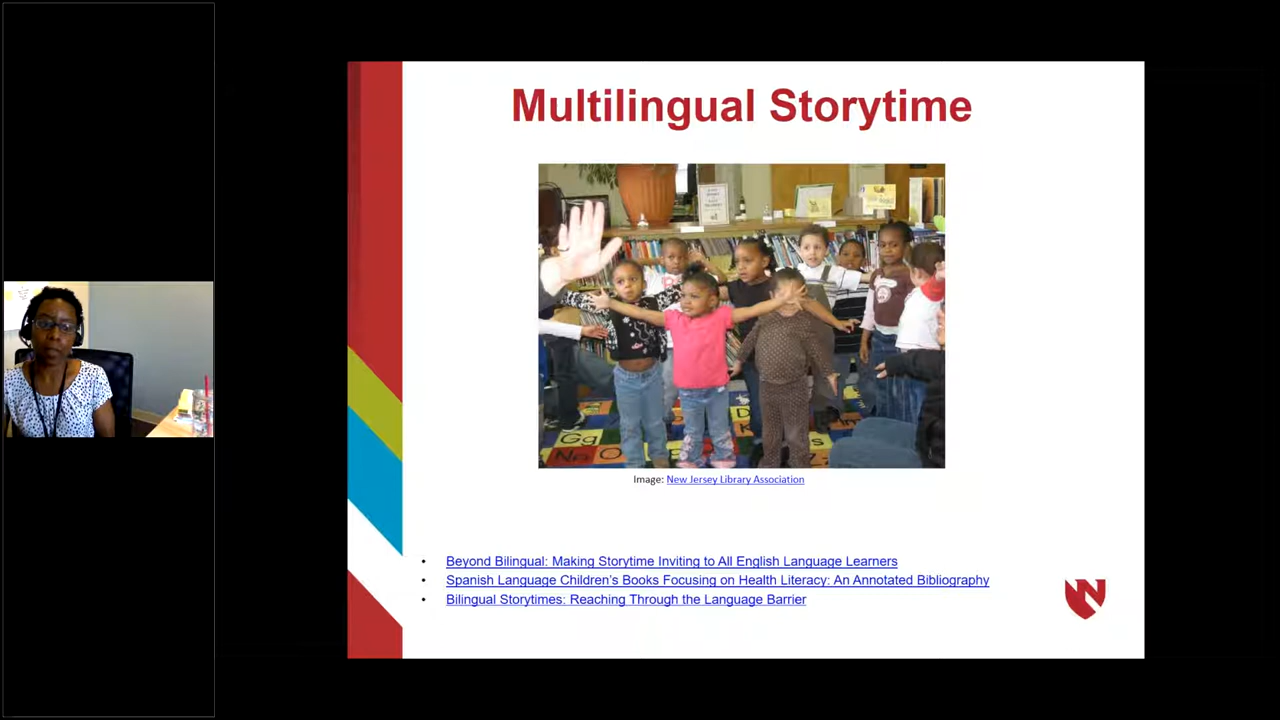 Multilingual Storytime
Gg
Image: New Jersey Library Association
• Beyond Bilingual: Making Storytime Inviting to All English Language Learners
• Spanish Language Children's Books Focusing on Health Literacy: An Annotated Bibliography
• Bilingual Storytimes: Reaching Through the Language Barrier